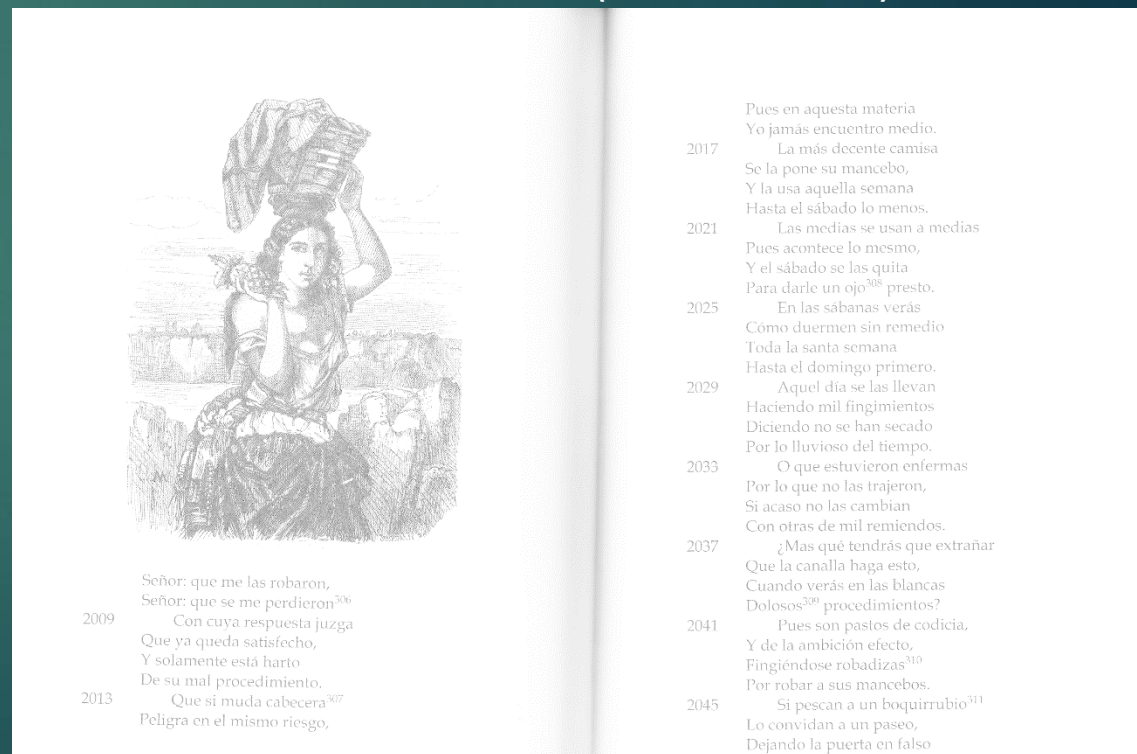 Señor: que me las robaron,
Señor: que se me perdieron306
2009 Con cuya respuesta juzga
Que ya queda satisfecho,
Y solamente está harto
De su mal procedimiento.
2013 Que si muda cabecera307
Peligra en el mismo riesgo,
Pues en aquesta materia
Yo jamás encuentro medio.
2017 La más decente camisa
Se la pone su mancebo,
Y la usa aquella semana
Hasta el sábado lo menos.
2021 Las medias se usan a medias
Pues acontece lo mesmo,
Y el sábado se las quita
Para darle un ojo308 presto.
2025 En las sábanas verás
Cómo duermen sin remedio
Toda la santa semana
Hasta el domingo primero.
2029 Aquel día se las llevan
Haciendo mil fingimientos
Diciendo no se han secado
Por lo lluvioso del tiempo.
2033 O que estuvieron enfermas
Por lo que no las trajeron,
Si acaso no las cambian
Con otras de mil remiendos.
2037 ¿Mas qué tendrás que extrañar
Que la canalla haga esto,
Cuando verás en las blancas
Dolosos309 procedimientos?
2041 Pues son pastos de codicia,
Y de la ambición efecto,
Fingiéndose robadizas310
Por robar a sus mancebos.
2045 Si pescan a un boquirrubio311
Lo convidan a un paseo,
Dejando la puerta en falso